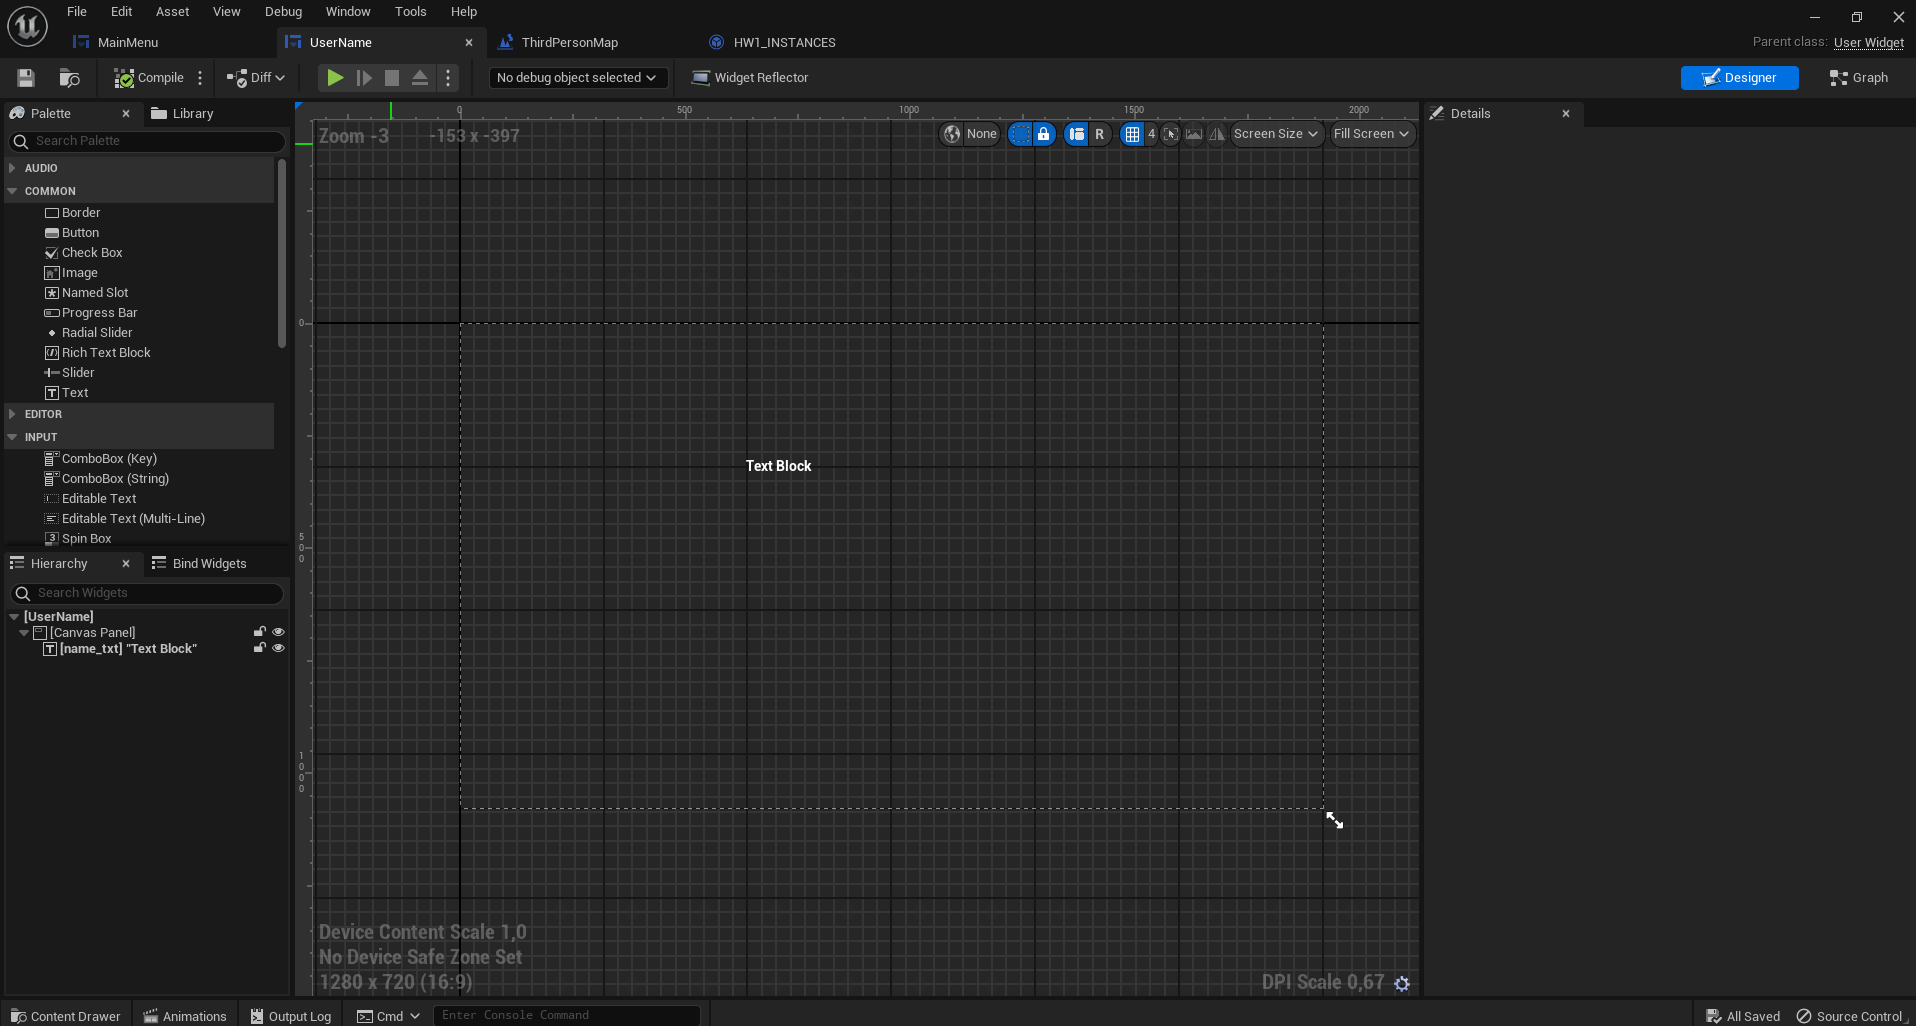 File Edit Asset View Debug Window Tools Help
MainMenu UserName ThirdPersonMap HW1_INSTANCES
Parent class: User Widget
Compile Diff No debug object selected Widget Reflector Designer Graph
Palette Library
Search Palette
AUDIO
COMMON
Border
Button
Check Box
Image
Named Slot
Progress Bar
Radial Slider
Rich Text Block
Slider
Text
EDITOR
INPUT
ComboBox (Key)
ComboBox (String)
Editable Text
Editable Text (Multi-Line)
Spin Box
Hierarchy Bind Widgets
Search Widgets
[UserName]
[Canvas Panel]
[name_txt] "Text Block"
0 500 1000 1500 2000
Zoom -3 -153 x -397
None R 4 Screen Size Fill Screen
0
500
1000
Text Block
Device Content Scale 1,0
No Device Safe Zone Set
1280 x 720 (16:9)
DPI Scale 0,67
Details
Content Drawer Animations Output Log Cmd Enter Console Command All Saved Source Control